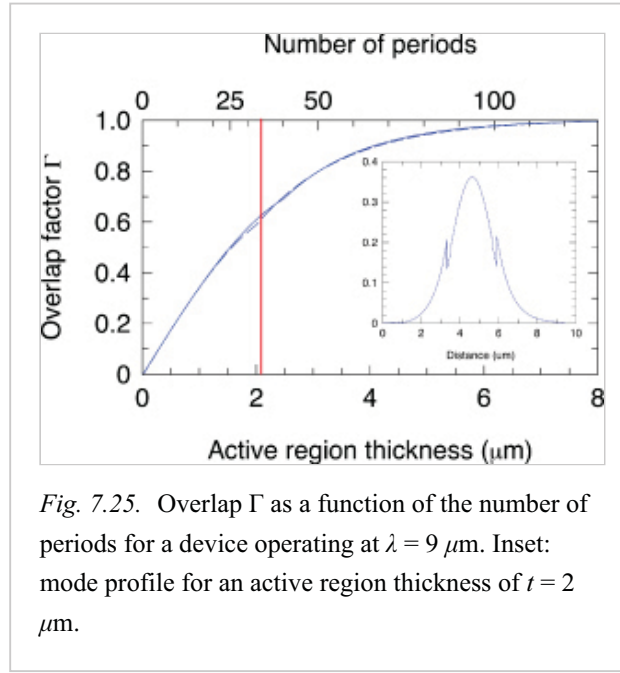 Number of periods
0 25 50 100
1.0
0.8
0.6
0.4
0.2
0
Overlap factor Γ
0.4
0.3
0.2
0.1
0
0 2 4 6 8 10
Distance (μm)
0 2 4 6 8
Active region thickness (μm)
Fig. 7.25. Overlap Γ as a function of the number of
periods for a device operating at λ = 9 μm. Inset:
mode profile for an active region thickness of t = 2
μm.